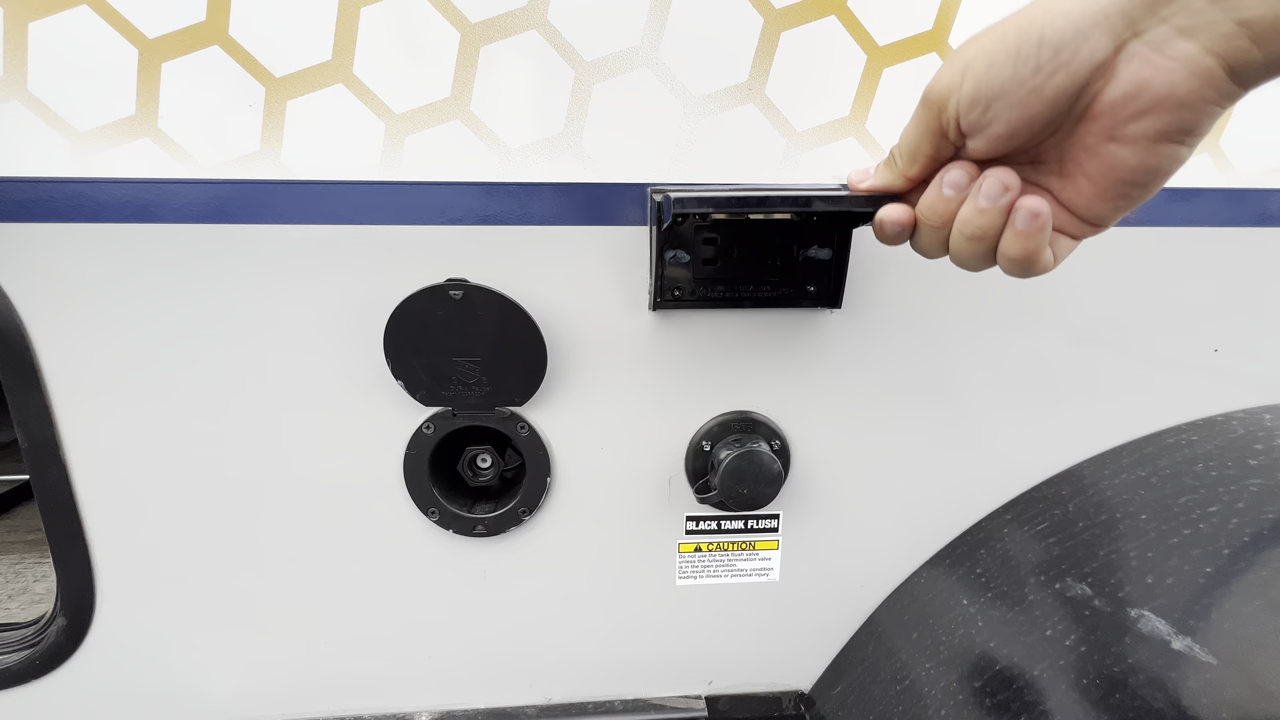 BLACK TANK FLUSH
CAUTION
Do not use the tank flush valve
unless the fullway termination valve
is in the open position.
Can result in an unsanitary condition
leading to illness or personal injury.